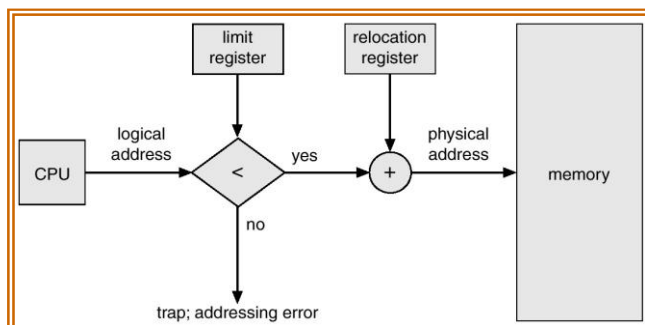 limit
register
relocation
register
logical
address
physical
address
CPU
<
yes
+
memory
no
trap; addressing error